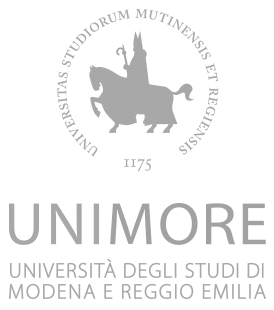 UNIVERSITAS STUDIORUM MUTINENSIS ET REGIENSIS
1175
UNIMORE
UNIVERSITÀ DEGLI STUDI DI
MODENA E REGGIO EMILIA